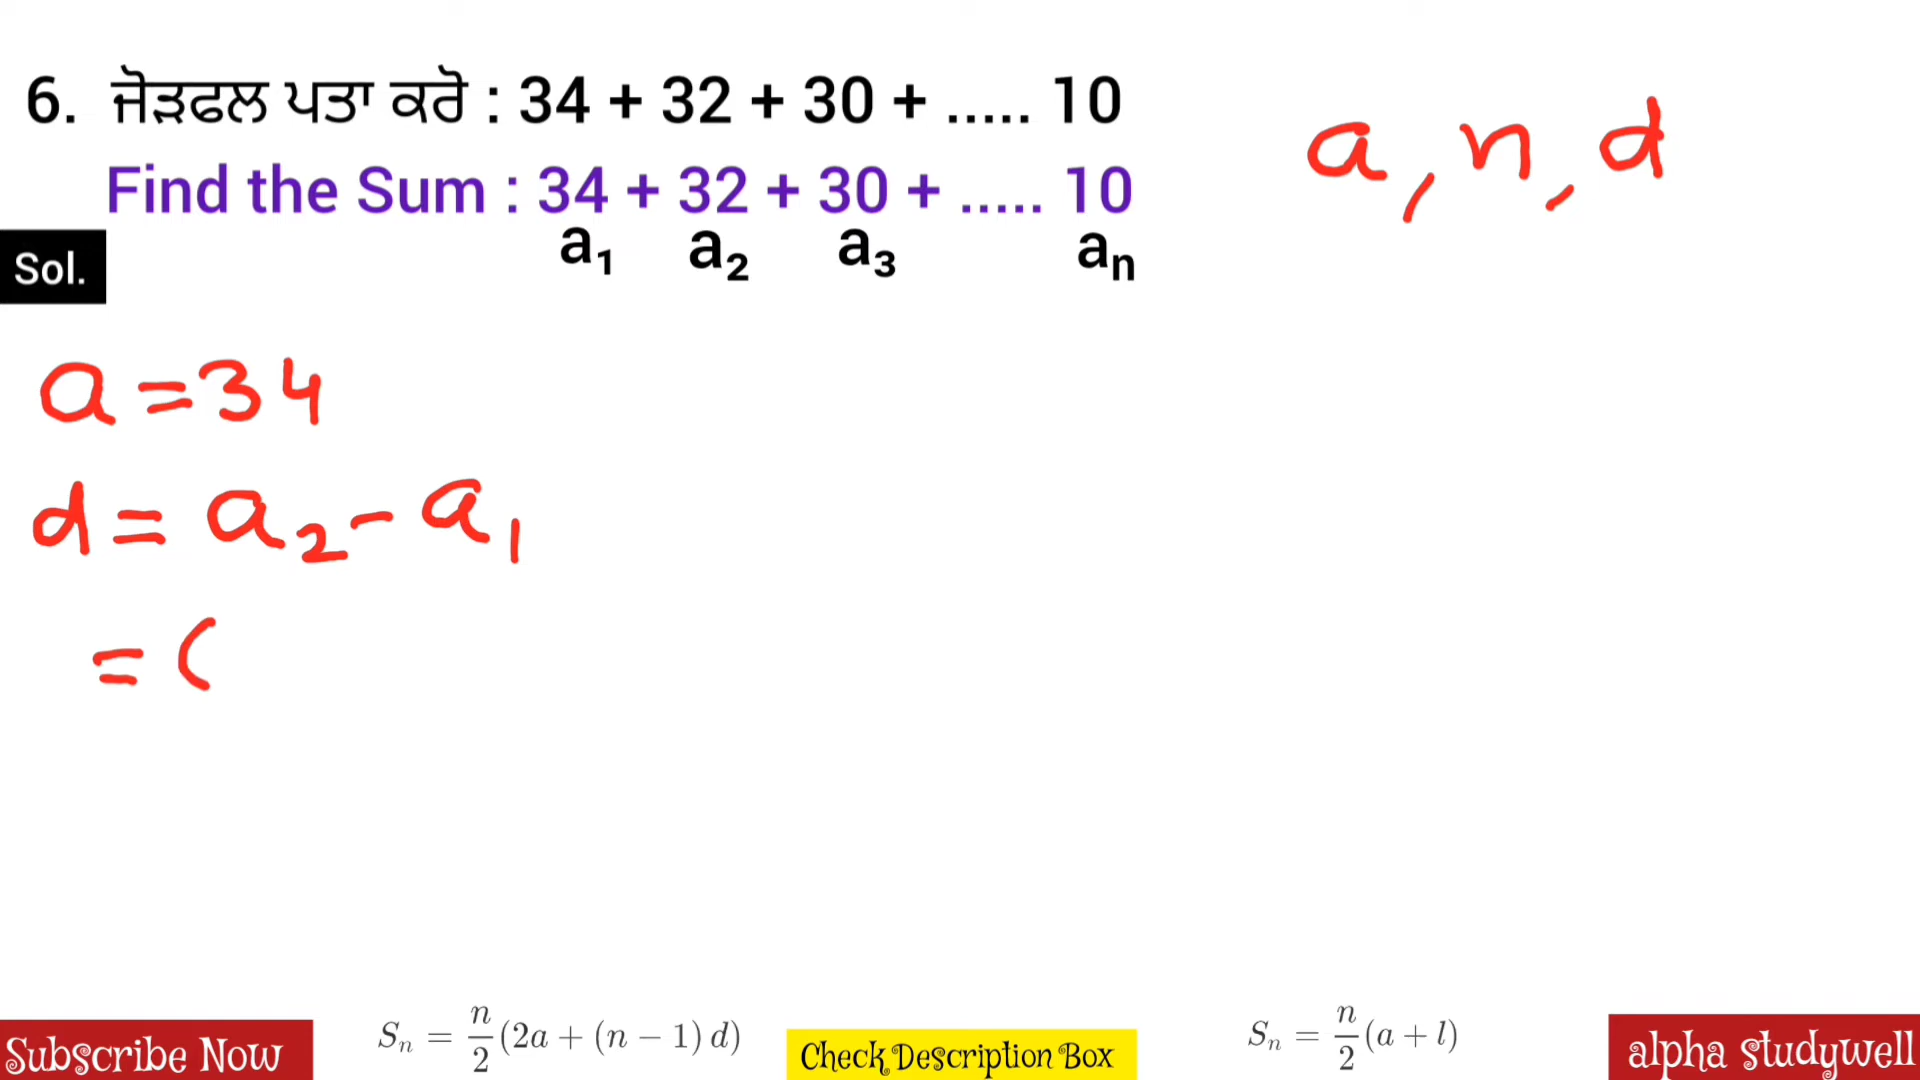 6. ਜੋੜਫਲ ਪਤਾ ਕਰੋ : 34 + 32 + 30 + ..... 10
a, n, d
Find the Sum : 34 + 32 + 30 + ..... 10
a₁ a₂ a₃ aₙ
Sol.
a = 34
d = a₂ - a₁
= (
Subscribe Now
Sₙ = n/2 (2a + (n − 1) d)
Check Description Box
Sₙ = n/2 (a + l)
alpha studywell